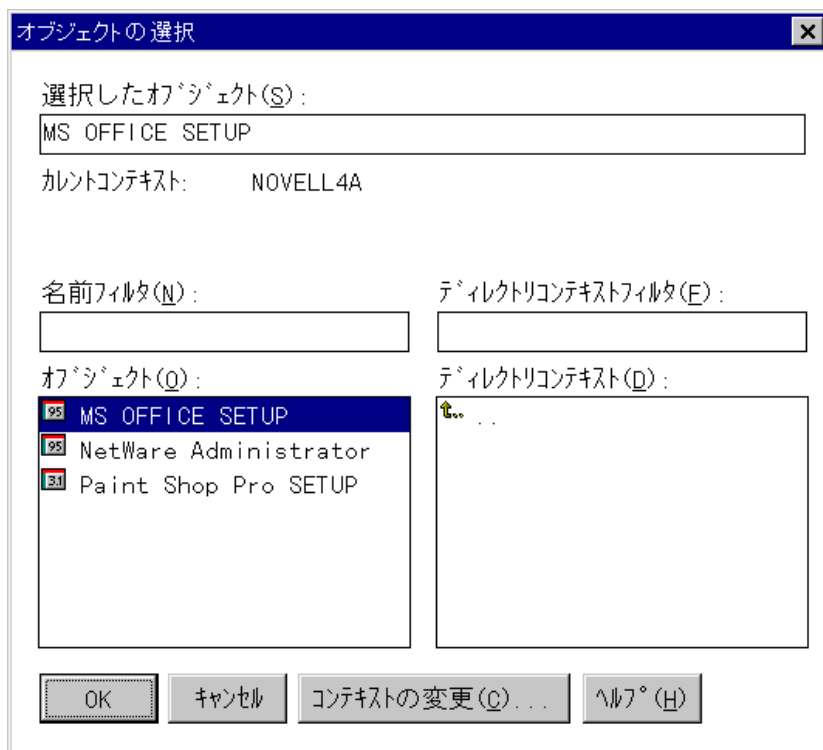 オブジェクトの選択
選択したｵﾌﾞｼﾞｪｸﾄ(S):
MS OFFICE SETUP
ｶﾚﾝﾄｺﾝﾃｷｽﾄ: NOVELL4A
名前ﾌｨﾙﾀ(N): ﾃﾞｨﾚｸﾄﾘｺﾝﾃｷｽﾄﾌｨﾙﾀ(F):
ｵﾌﾞｼﾞｪｸﾄ(O): ﾃﾞｨﾚｸﾄﾘｺﾝﾃｷｽﾄ(D):
95 MS OFFICE SETUP ..
95 NetWare Administrator
31 Paint Shop Pro SETUP
OK ｷｬﾝｾﾙ ｺﾝﾃｷｽﾄの変更(C)... ﾍﾙﾌﾟ(H)